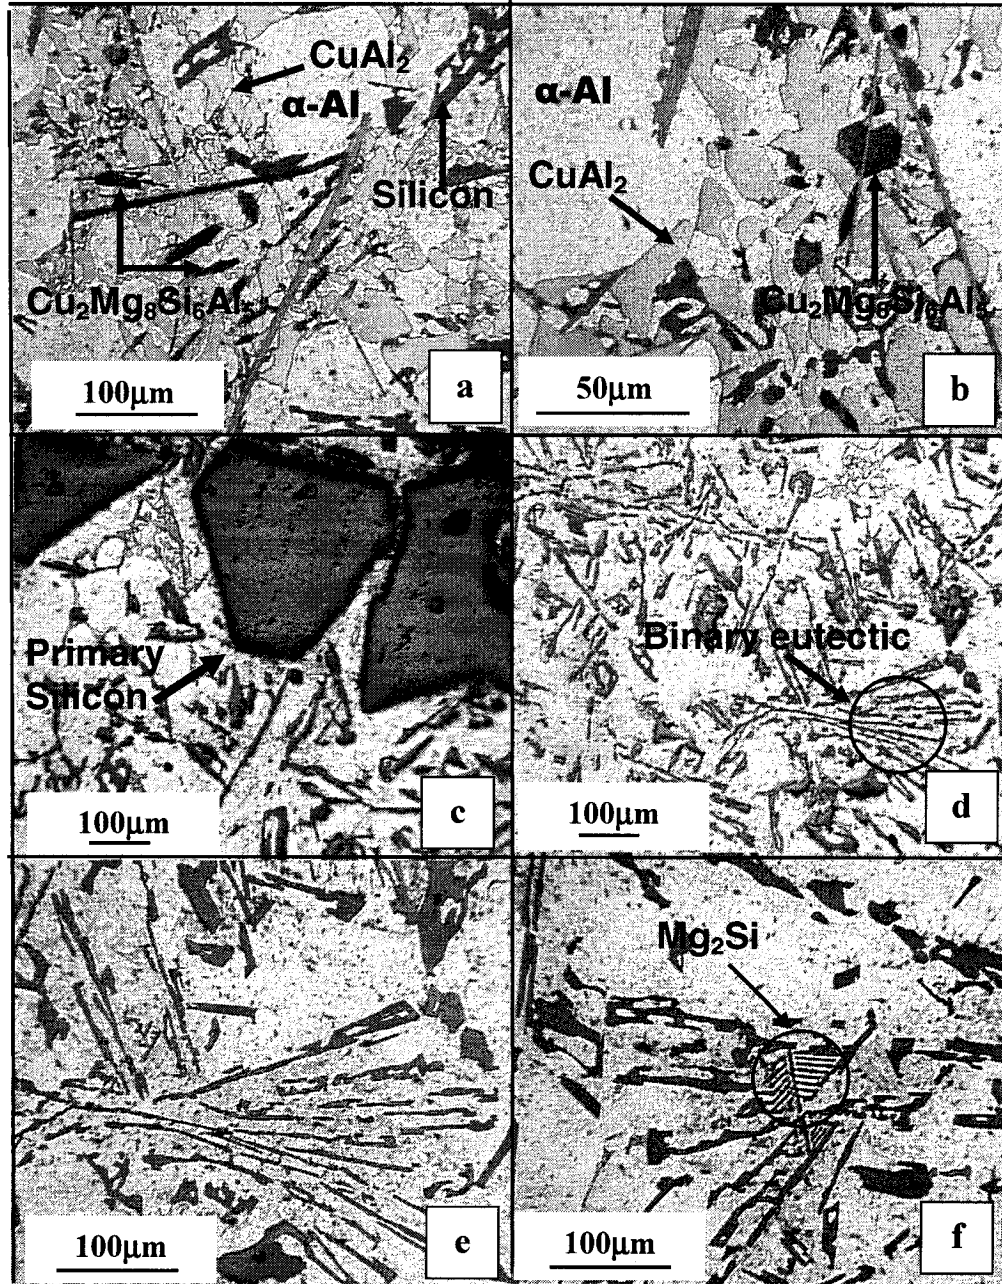 CuAl₂
α-Al
Silicon
Cu₂Mg₈Si₆Al₅
100μm
a
α-Al
CuAl₂
Cu₂Mg₈Si₆Al₅
50μm
b
Primary
Silicon
100μm
c
Binary eutectic
100μm
d
100μm
e
Mg₂Si
100μm
f